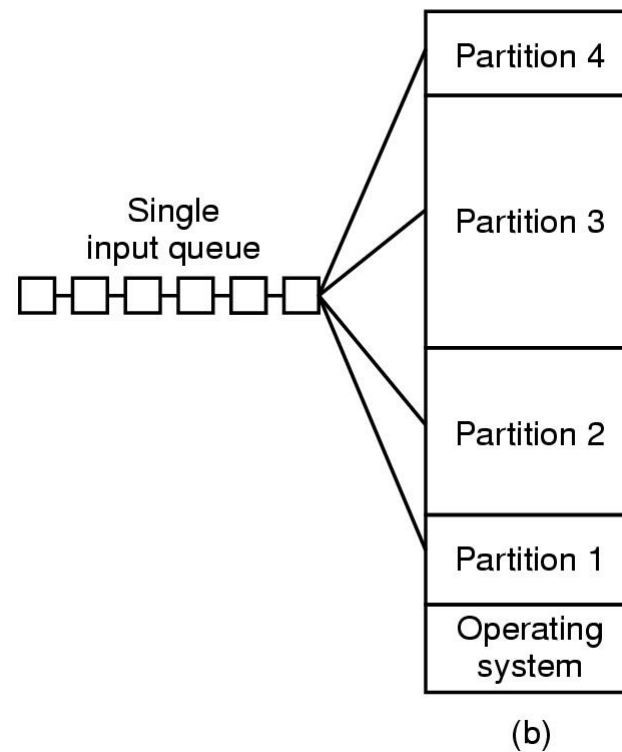 Partition 4
Partition 3
Single
input queue
Partition 2
Partition 1
Operating
system
(b)